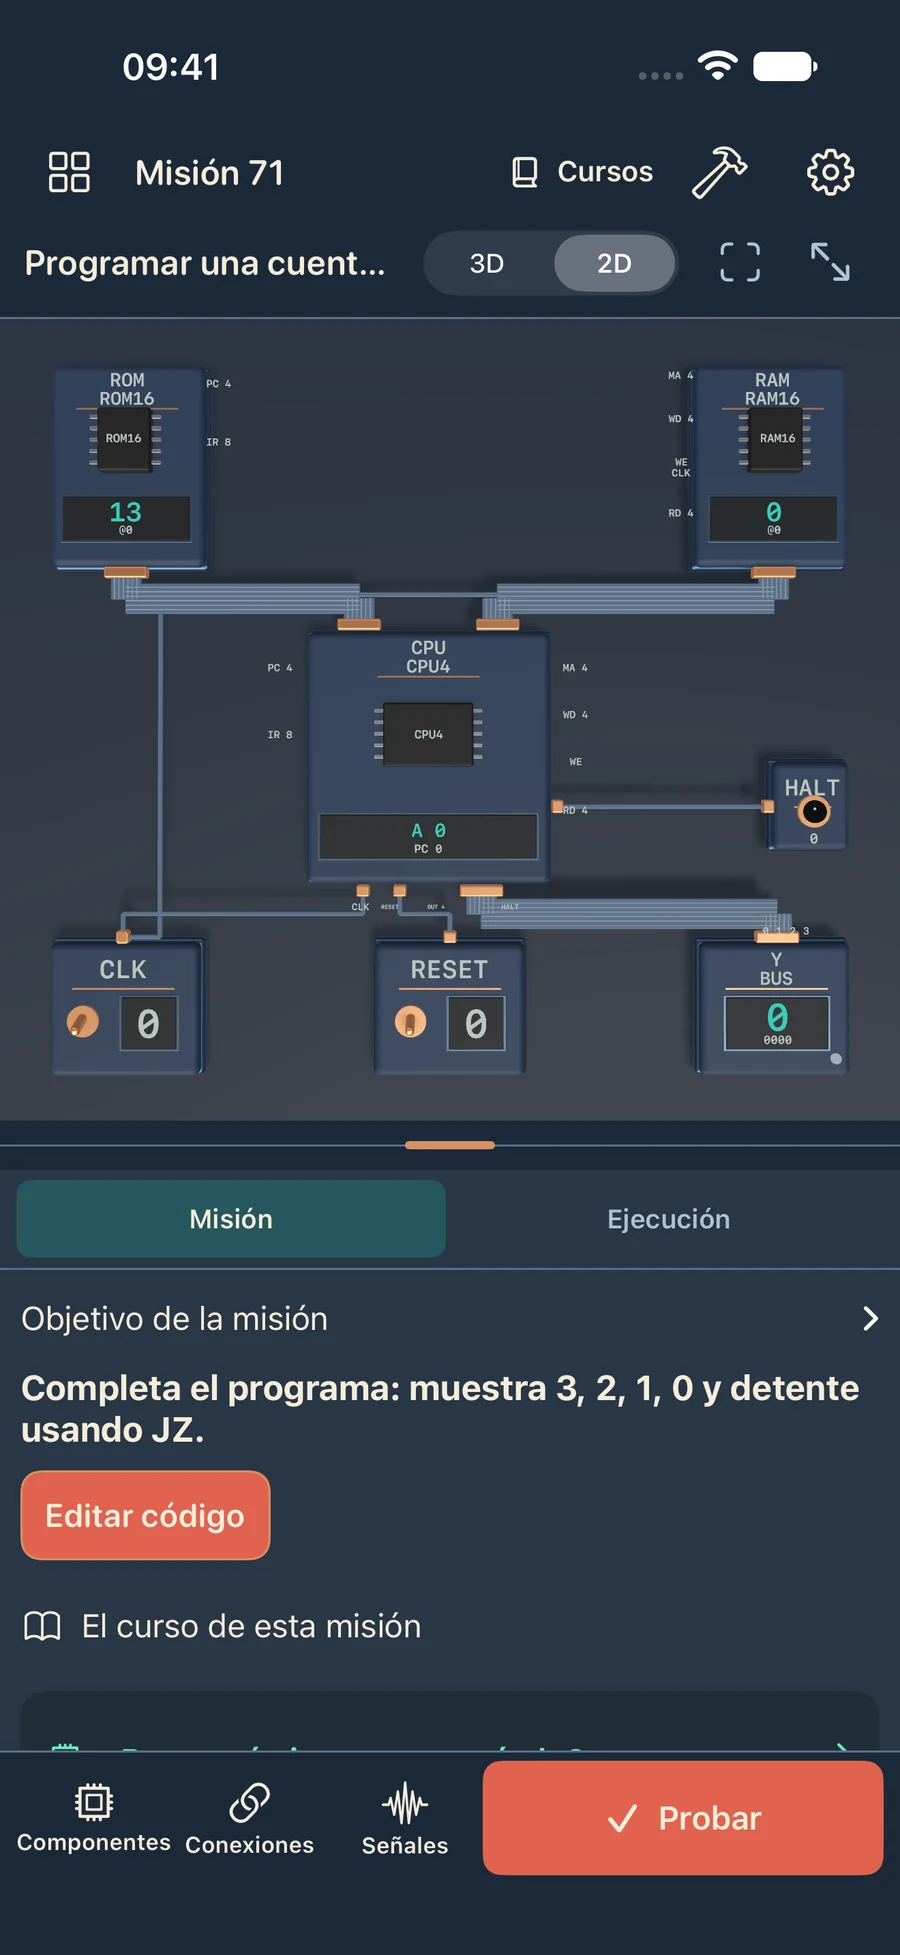 09:41
Misión 71
Cursos
Programar una cuent...
3D
2D
ROM
ROM16
PC 4
ROM16
IR 8
13
@0
MA 4
RAM
RAM16
WD 4
RAM16
WE
CLK
RD 4
0
@0
CPU
CPU4
PC 4
MA 4
WD 4
CPU4
IR 8
WE
RD 4
A 0
PC 0
HALT
0
CLK
RESET
OUT 4
HALT
0 1 2 3
CLK
0
RESET
0
Y
BUS
0
0000
Misión
Ejecución
Objetivo de la misión
Completa el programa: muestra 3, 2, 1, 0 y detente
usando JZ.
Editar código
El curso de esta misión
Componentes
Conexiones
Señales
Probar